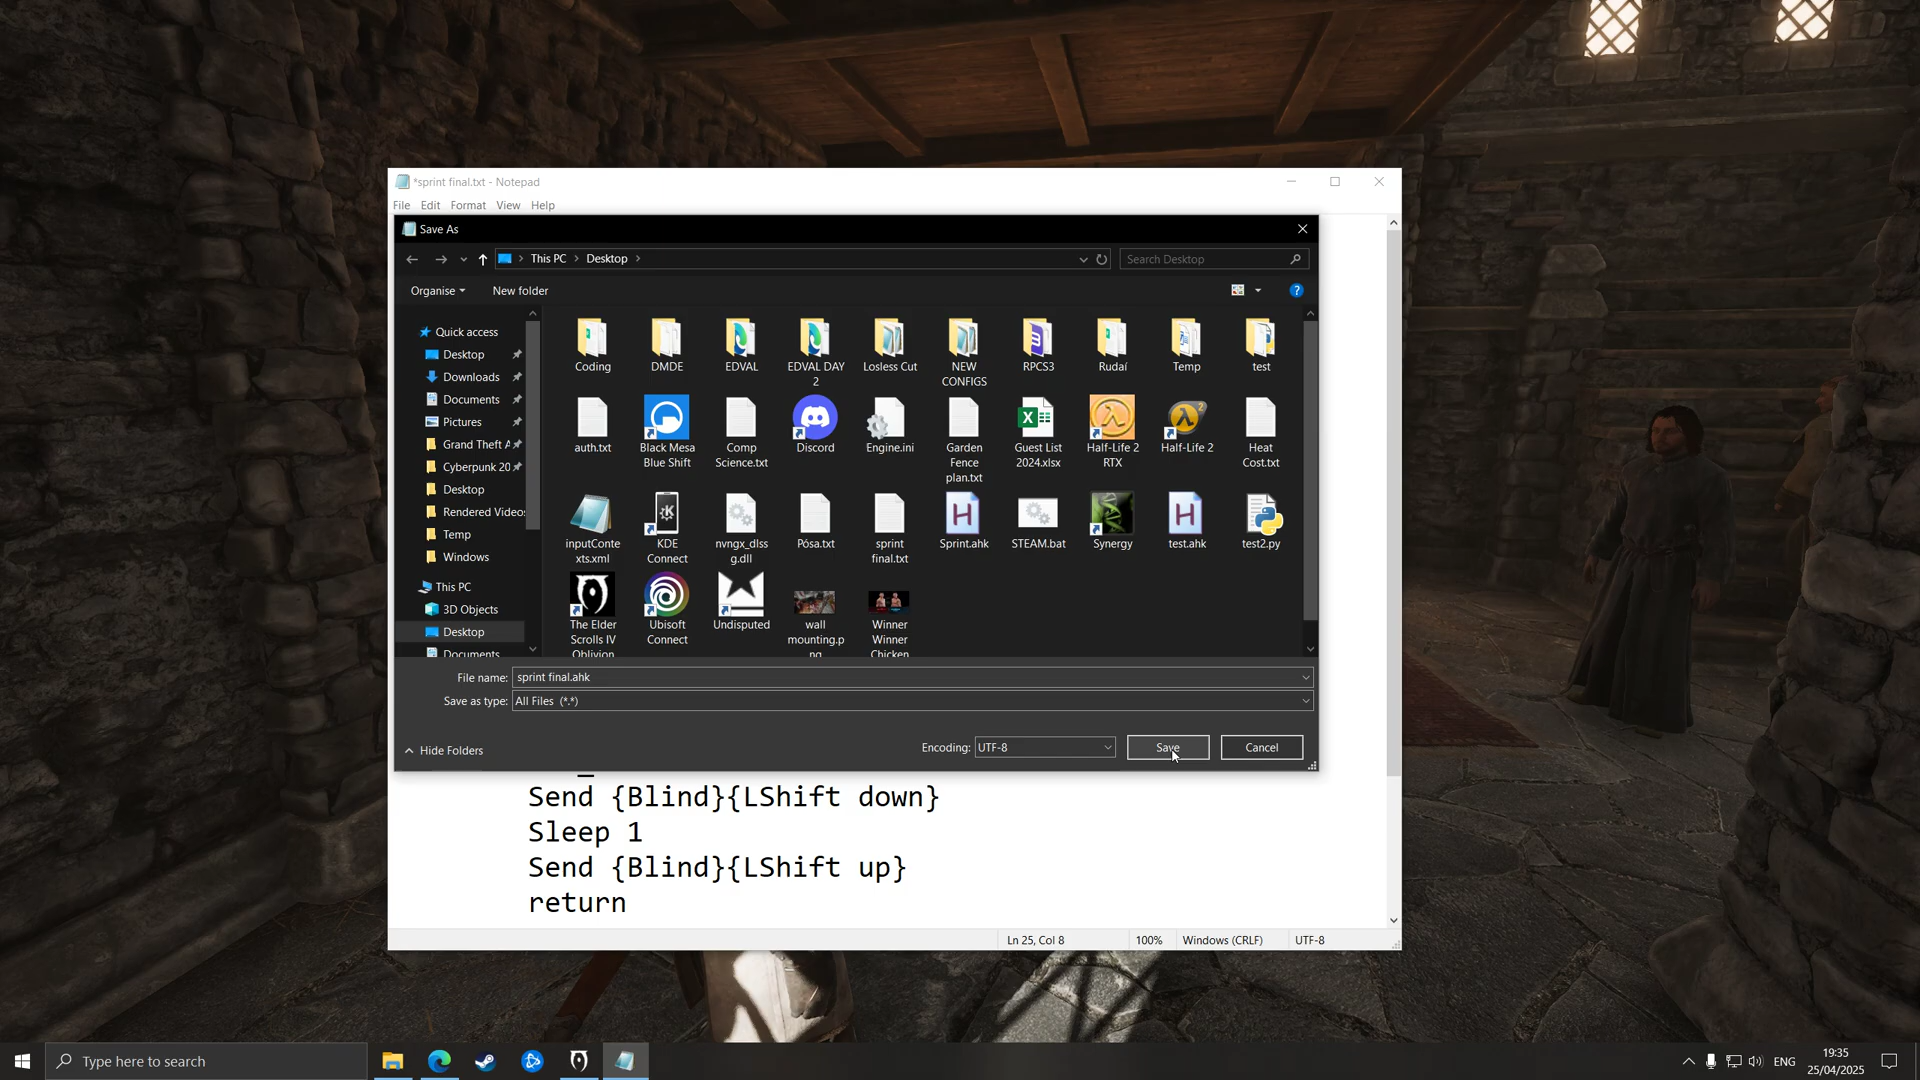 *sprint final.txt - Notepad
File Edit Format View Help
Save As
This PC Desktop
Search Desktop
Organise New folder
Quick access
Desktop
Downloads
Documents
Pictures
Grand Theft A
Cyberpunk 20
Desktop
Rendered Videos
Temp
Windows
This PC
3D Objects
Desktop
Documents
Coding DMDE EDVAL EDVAL DAY Losless Cut NEW RPCS3 Rudaí Temp test
2 CONFIGS
auth.txt Black Mesa Comp Discord Engine.ini Garden Guest List Half-Life 2 Half-Life 2 Heat
Blue Shift Science.txt Fence 2024.xlsx RTX Cost.txt
plan.txt
inputConte KDE nvngx_dlss Pósa.txt sprint Sprint.ahk STEAM.bat Synergy test.ahk test2.py
xts.xml Connect g.dll final.txt
The Elder Ubisoft Undisputed wall Winner
Scrolls IV Connect mounting.p Winner
Oblivion ng Chicken
File name: sprint final.ahk
Save as type: All Files (*.*)
Hide Folders
Encoding: UTF-8 Save Cancel
Send {Blind}{LShift down}
Sleep 1
Send {Blind}{LShift up}
return
Ln 25, Col 8 100% Windows (CRLF) UTF-8
Type here to search
ENG
19:35
25/04/2025